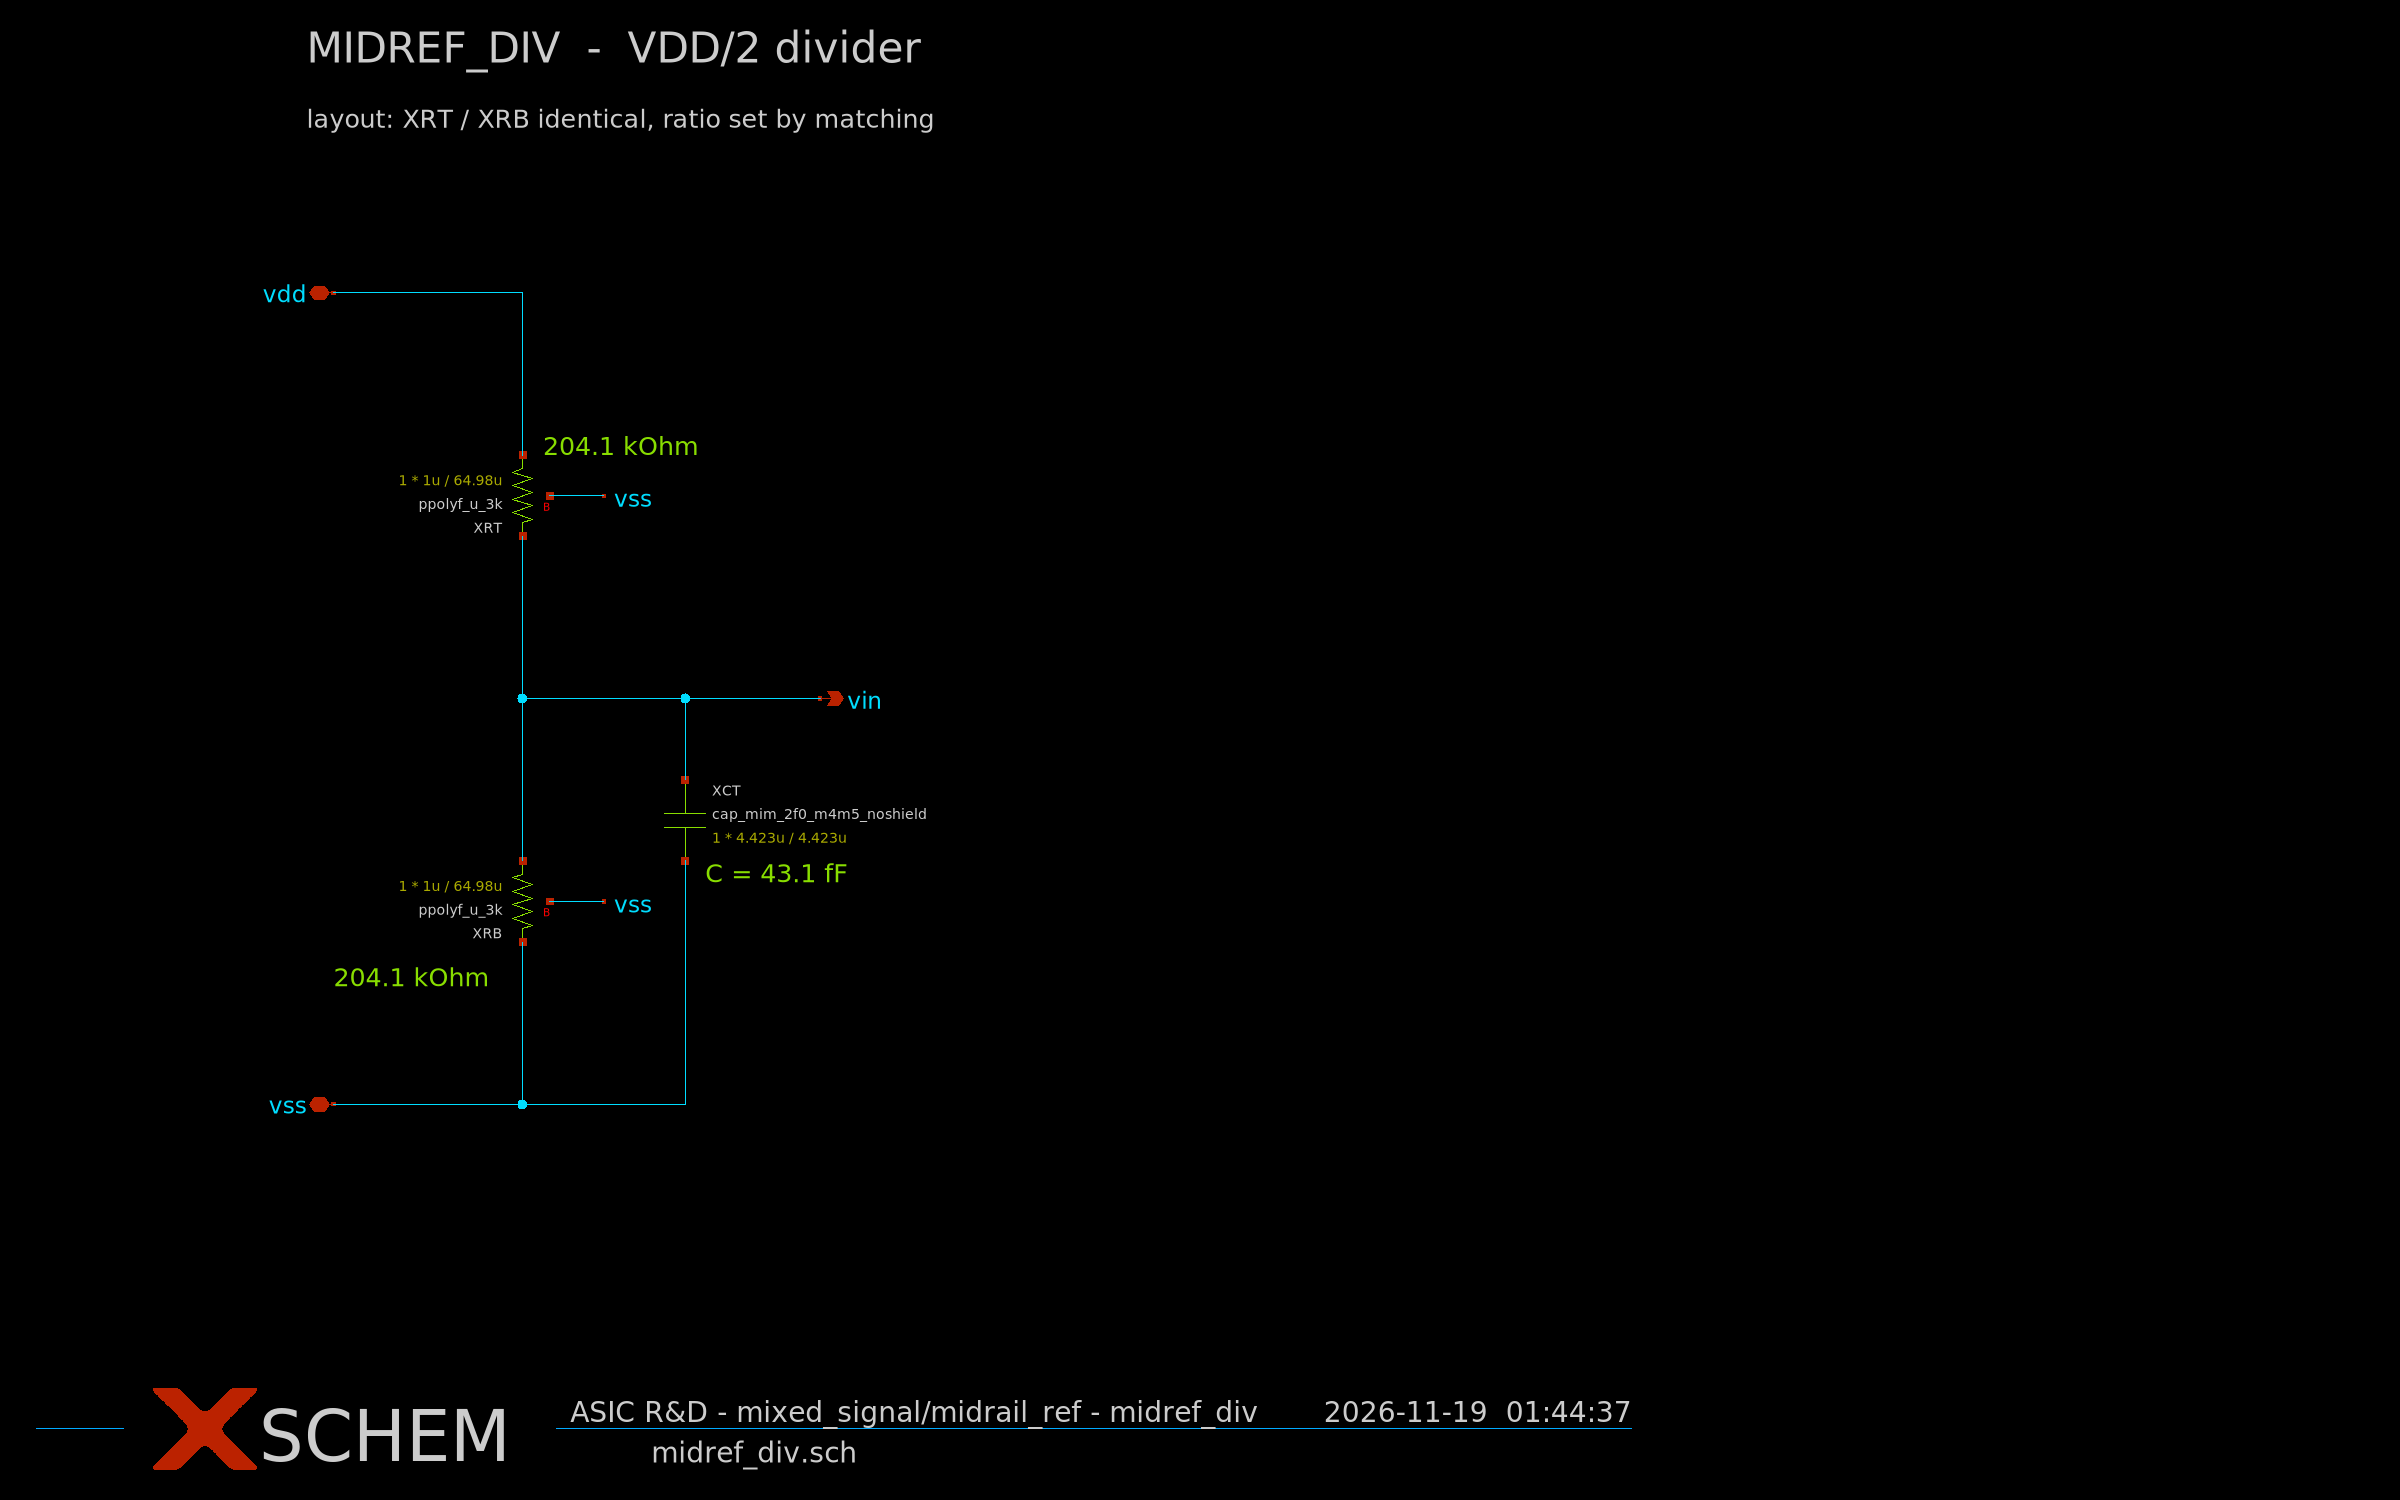 MIDREF_DIV - VDD/2 divider
layout: XRT / XRB identical, ratio set by matching
vdd
204.1 kOhm
1 * 1u / 64.98u
ppolyf_u_3k
XRT
B
vss
vin
XCT
cap_mim_2f0_m4m5_noshield
1 * 4.423u / 4.423u
C = 43.1 fF
1 * 1u / 64.98u
ppolyf_u_3k
XRB
B
vss
204.1 kOhm
vss
XSCHEM
ASIC R&D - mixed_signal/midrail_ref - midref_div 2026-11-19 01:44:37
midref_div.sch